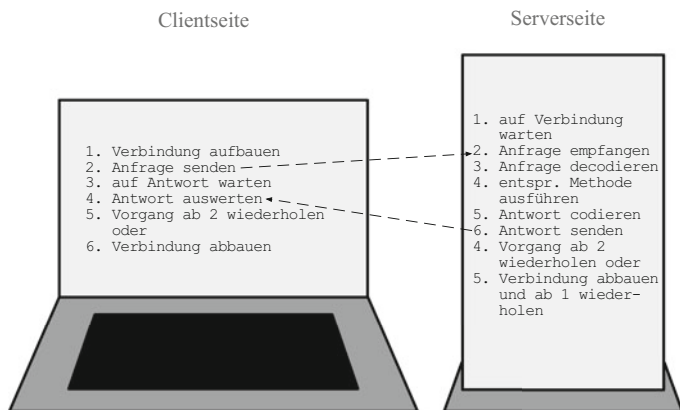 Clientseite
1. Verbindung aufbauen
2. Anfrage senden
3. auf Antwort warten
4. Antwort auswerten
5. Vorgang ab 2 wiederholen
oder
6. Verbindung abbauen
Serverseite
1. auf Verbindung
warten
2. Anfrage empfangen
3. Anfrage decodieren
4. entspr. Methode
ausführen
5. Antwort codieren
6. Antwort senden
4. Vorgang ab 2
wiederholen oder
5. Verbindung abbauen
und ab 1 wieder-
holen